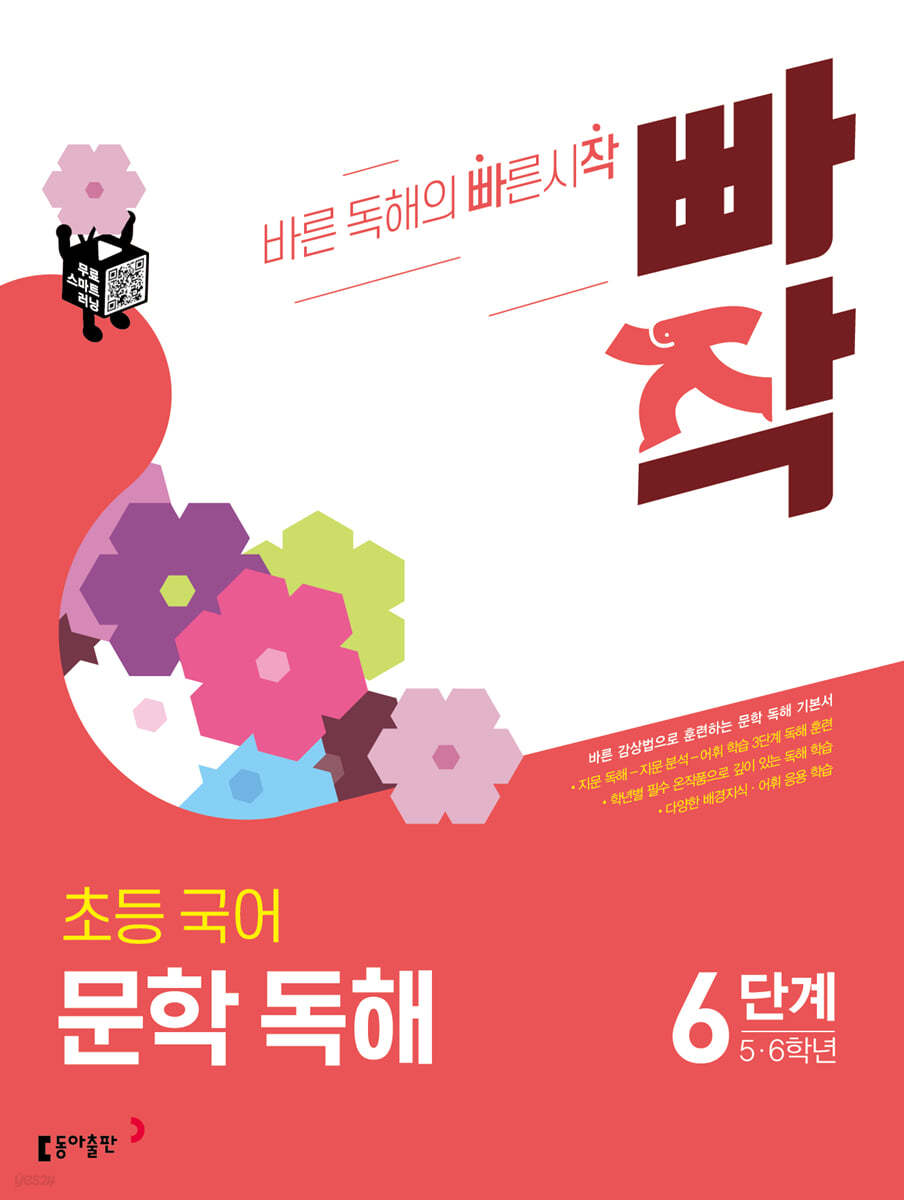 바른 독해의 빠른시작
빠작
무료
스마트
러닝
바른 감상법으로 훈련하는 문학 독해 기본서
• 지문 독해 – 지문 분석 – 어휘 학습 3단계 독해 훈련
• 학년별 필수 온작품으로 깊이 있는 독해 학습
• 다양한 배경지식 · 어휘 응용 학습
초등 국어
문학 독해
6 단계
5·6학년
동아출판
yes24